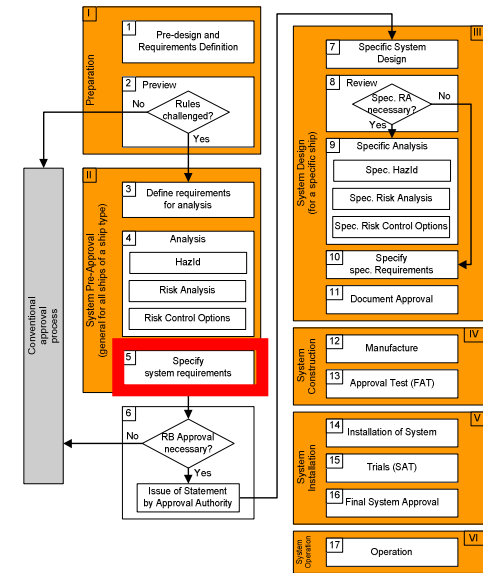 I
Preparation
1
Pre-design and
Requirements Definition
2
Preview
No
Rules
challenged?
Yes
II
System Pre-Approval
(general for all ships of a ship type)
3
Define requirements
for analysis
4
Analysis
HazId
Risk Analysis
Risk Control Options
5
Specify
system requirements
6
No
RB Approval
necessary?
Yes
Issue of Statement
by Approval Authority
Conventional
approval
process
III
System Design
(for a specific ship)
7
Specific System
Design
8
Review
Spec. RA
necessary?
No
Yes
9
Specific Analysis
Spec. HazId
Spec. Risk Analysis
Spec. Risk Control Options
10
Specify
spec. Requirements
11
Document Approval
IV
System
Construction
12
Manufacture
13
Approval Test (FAT)
V
System
Installation
14
Installation of System
15
Trials (SAT)
16
Final System Approval
VI
System
Operation
17
Operation